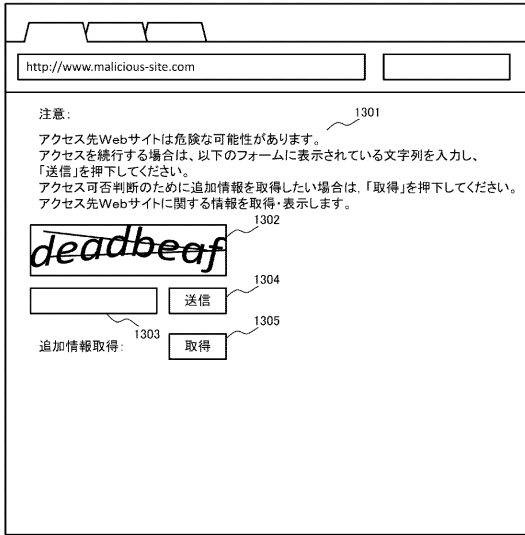 http://www.malicious-site.com
注意:
1301
アクセス先Webサイトは危険な可能性があります。
アクセスを続行する場合は、以下のフォームに表示されている文字列を入力し、
「送信」を押下してください。
アクセス可否判断のために追加情報を取得したい場合は,「取得」を押下してください。
アクセス先Webサイトに関する情報を取得・表示します。
1302
deadbeaf
1304
送信
1303
1305
追加情報取得:
取得